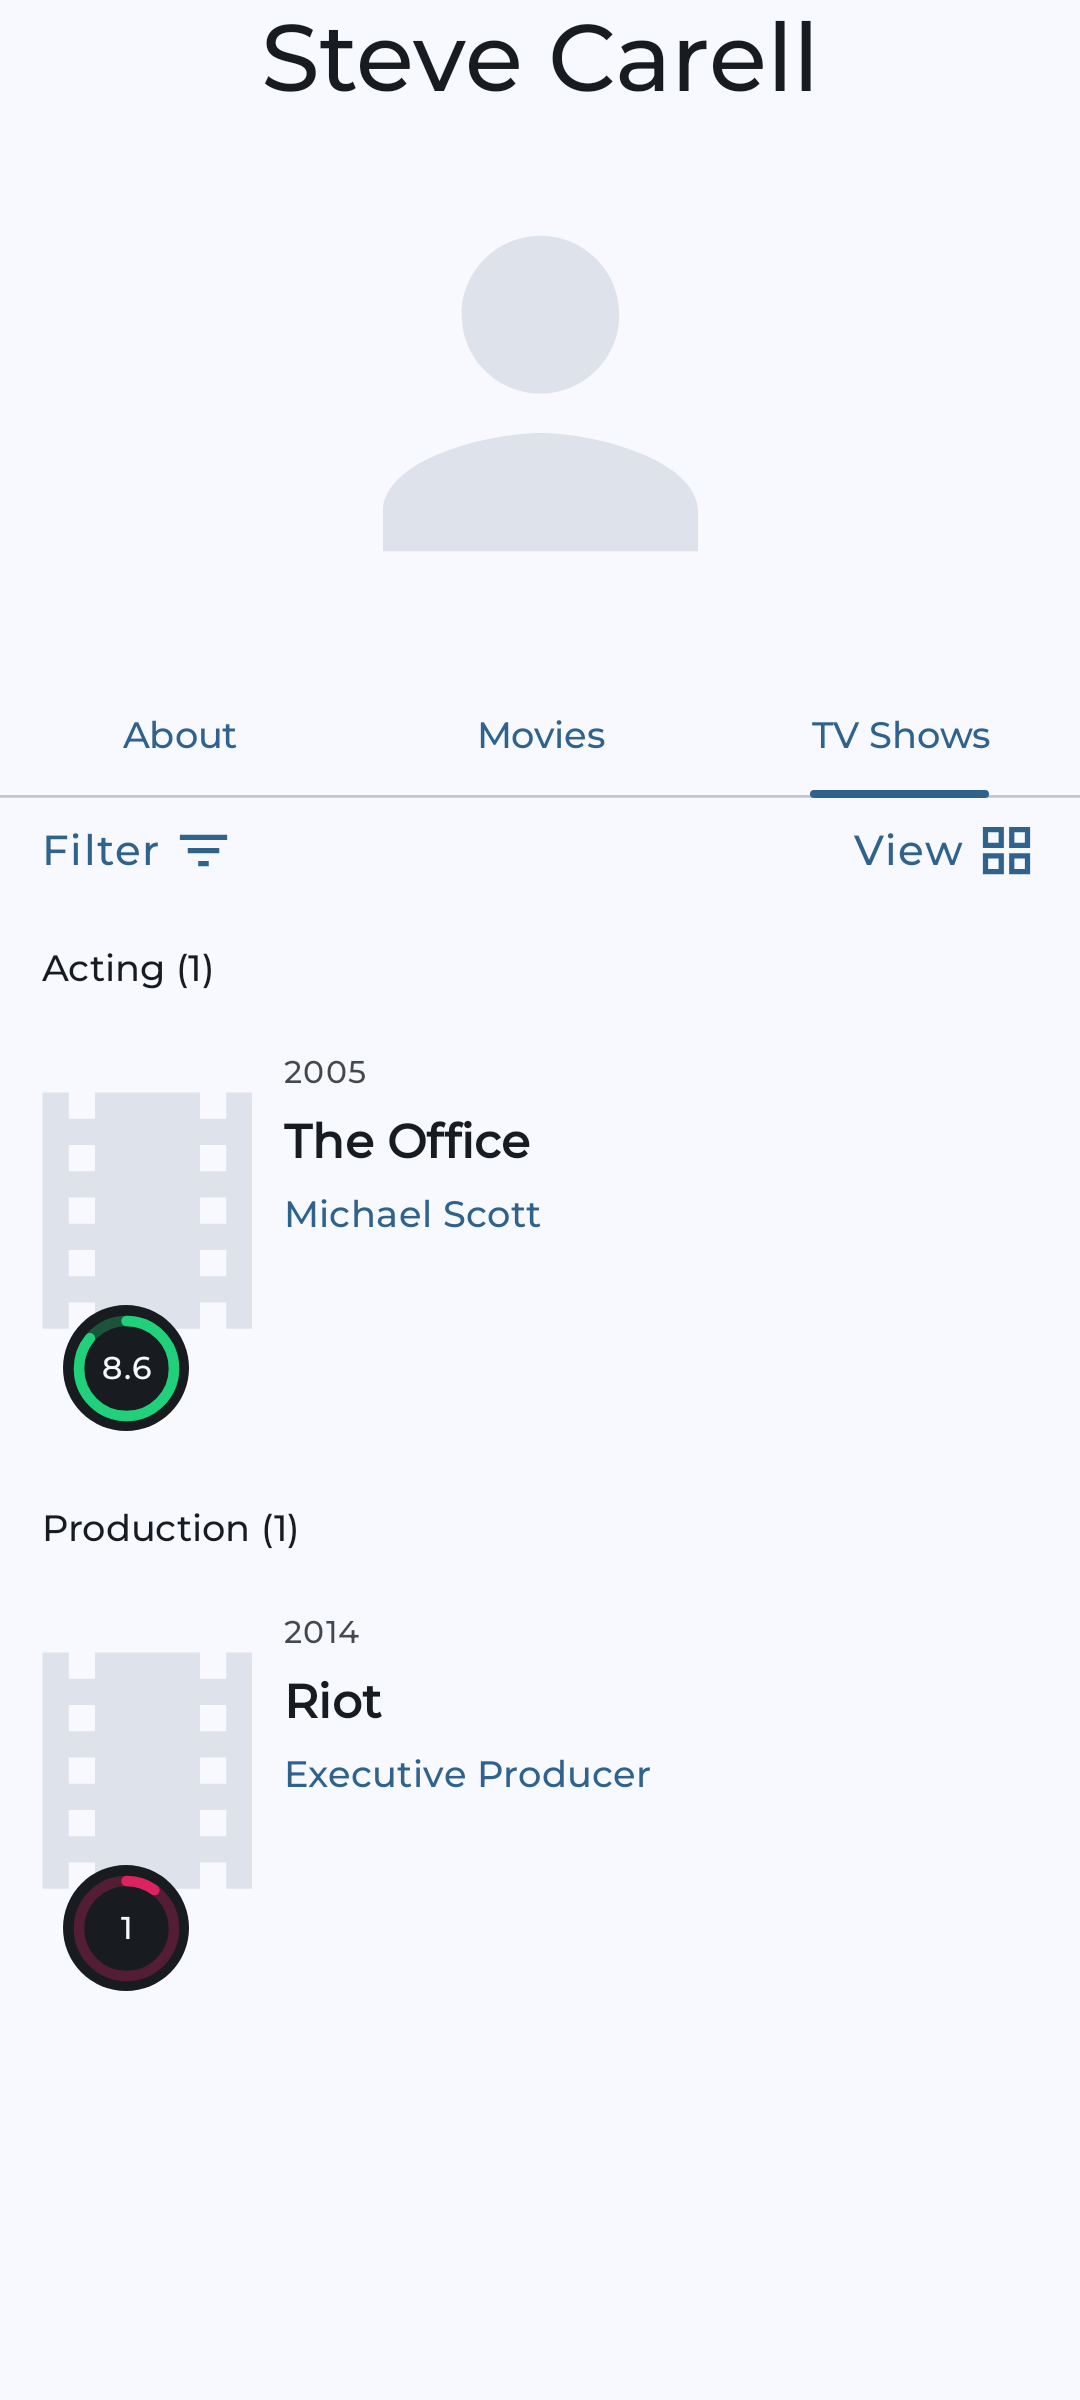 Steve Carell
About
Movies
TV Shows
Filter
View
Acting (1)
2005
The Office
Michael Scott
8.6
Production (1)
2014
Riot
Executive Producer
1